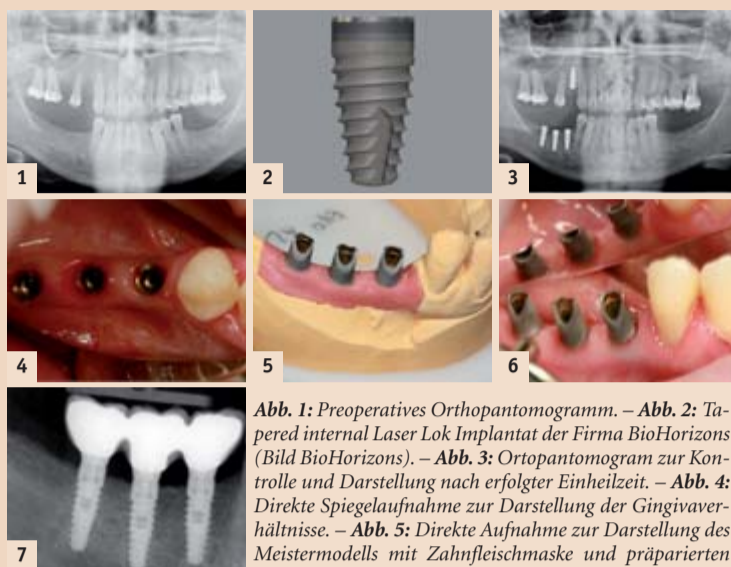 1
2
3
4
5
6
7
Abb. 1: Preoperatives Orthopantomogramm. – Abb. 2: Ta-
pered internal Laser Lok Implantat der Firma BioHorizons
(Bild BioHorizons). – Abb. 3: Ortopantomogram zur Kon-
trolle und Darstellung nach erfolgter Einheilzeit. – Abb. 4:
Direkte Spiegelaufnahme zur Darstellung der Gingivaver-
hältnisse. – Abb. 5: Direkte Aufnahme zur Darstellung des
Meistermodells mit Zahnfleischmaske und präparierten